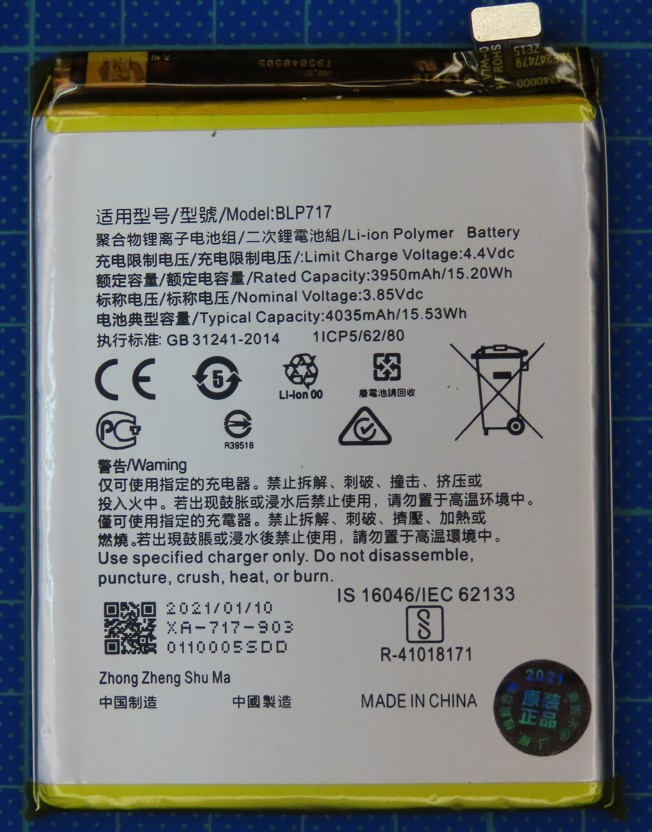 T95040505
ZE15
适用型号/型號/Model:BLP717
聚合物锂离子电池组/二次鋰電池組/Li-ion Polymer Battery
充电限制电压/充电限制电压/:Limit Charge Voltage:4.4Vdc
额定容量/额定电容量/Rated Capacity:3950mAh/15.20Wh
标称电压/标称电压/Nominal Voltage:3.85Vdc
电池典型容量/Typical Capacity:4035mAh/15.53Wh
执行标准: GB 31241-2014 1ICP5/62/80
CE 5 Li-ion 00 廢電池請回收
PCT R39518
警告/Waming
仅可使用指定的充电器。禁止拆解、刺破、撞击、挤压或
投入火中。若出现鼓胀或浸水后禁止使用，请勿置于高温环境中。
僅可使用指定的充電器。禁止拆解、刺破、擠壓、加熱或
燃燒。若出現鼓脹或浸水後禁止使用，請勿置于高溫環境中。
Use specified charger only. Do not disassemble,
puncture, crush, heat, or burn.
IS 16046/IEC 62133
2021/01/10
XA-717-903
0110005SDD
R-41018171
Zhong Zheng Shu Ma
中国制造 中國製造 MADE IN CHINA
2021
原装
正品